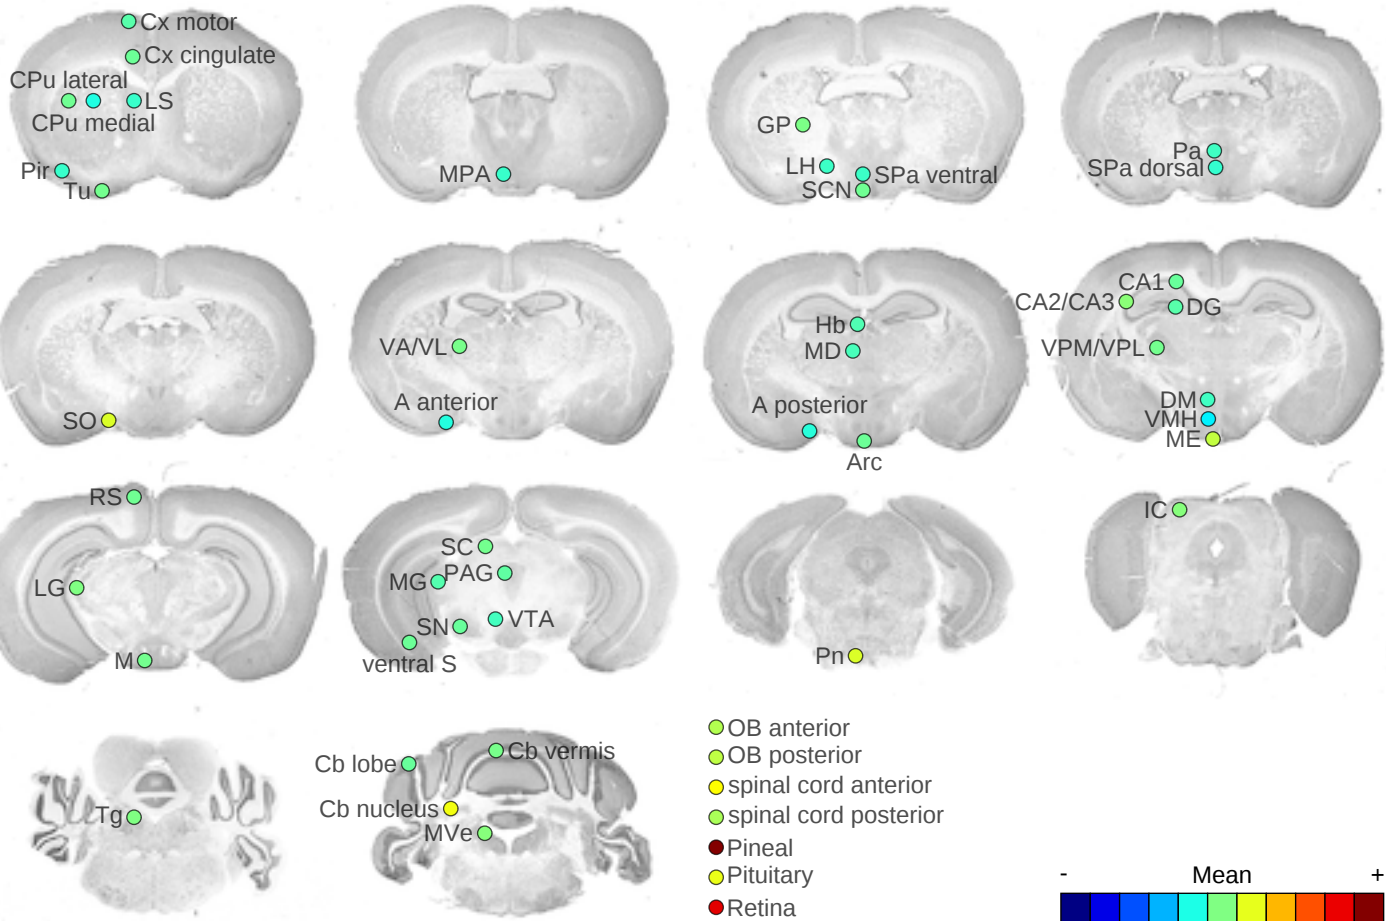 Cx motor
Cx cingulate
CPu lateral
LS
CPu medial
Pir
Tu
MPA
GP
LH
SPa ventral
SCN
Pa
SPa dorsal
SO
VA/VL
A anterior
Hb
MD
A posterior
Arc
CA1
CA2/CA3
DG
VPM/VPL
DM
VMH
ME
RS
LG
M
SC
PAG
MG
VTA
SN
ventral S
Pn
IC
Tg
Cb vermis
Cb lobe
Cb nucleus
MVe
OB anterior
OB posterior
spinal cord anterior
spinal cord posterior
Pineal
Pituitary
Retina
- Mean +